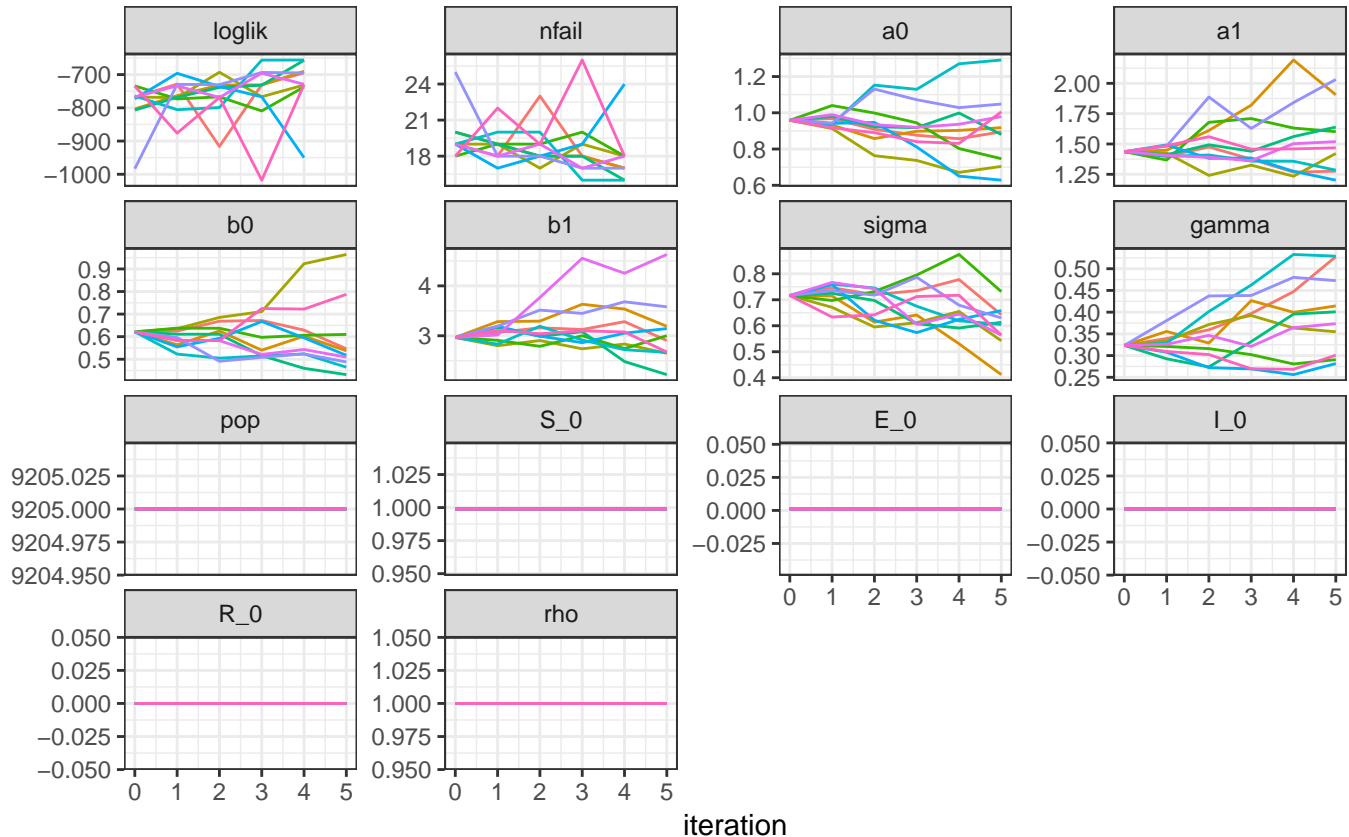 loglik nfail a0 a1
−700 −800 −900 −1000
24 21 18
1.2 1.0 0.8 0.6
2.00 1.75 1.50 1.25
b0 b1 sigma gamma
0.9 0.8 0.7 0.6 0.5
4 3
0.8 0.7 0.6 0.5 0.4
0.50 0.45 0.40 0.35 0.30 0.25
pop S_0 E_0 I_0
9205.025 9205.000 9204.975 9204.950
1.025 1.000 0.975 0.950
0.050 0.025 0.000 −0.025
0.050 0.025 0.000 −0.025 −0.050
0 1 2 3 4 5 0 1 2 3 4 5
R_0 rho
0.050 0.025 0.000 −0.025 −0.050
1.050 1.025 1.000 0.975 0.950
0 1 2 3 4 5 0 1 2 3 4 5
iteration